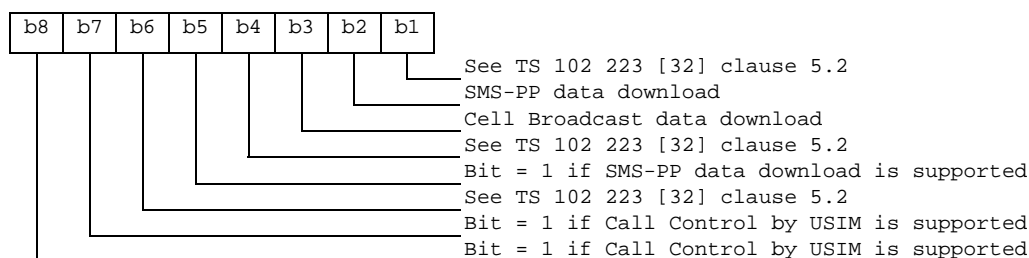 b8 b7 b6 b5 b4 b3 b2 b1
See TS 102 223 [32] clause 5.2
SMS-PP data download
Cell Broadcast data download
See TS 102 223 [32] clause 5.2
Bit = 1 if SMS-PP data download is supported
See TS 102 223 [32] clause 5.2
Bit = 1 if Call Control by USIM is supported
Bit = 1 if Call Control by USIM is supported